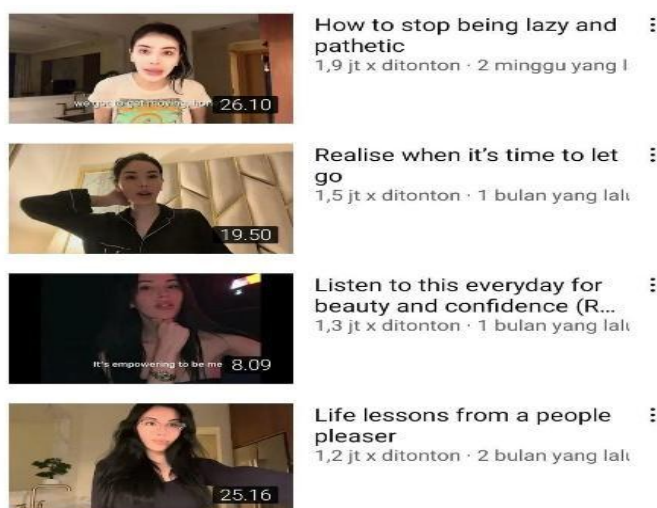 How to stop being lazy and
pathetic
1,9 jt x ditonton · 2 minggu yang l
we got to get moving, hon
26.10
Realise when it's time to let
go
1,5 jt x ditonton · 1 bulan yang lalu
19.50
Listen to this everyday for
beauty and confidence (R...
1,3 jt x ditonton · 1 bulan yang lalu
It's empowering to be me
8.09
Life lessons from a people
pleaser
1,2 jt x ditonton · 2 bulan yang lalu
25.16